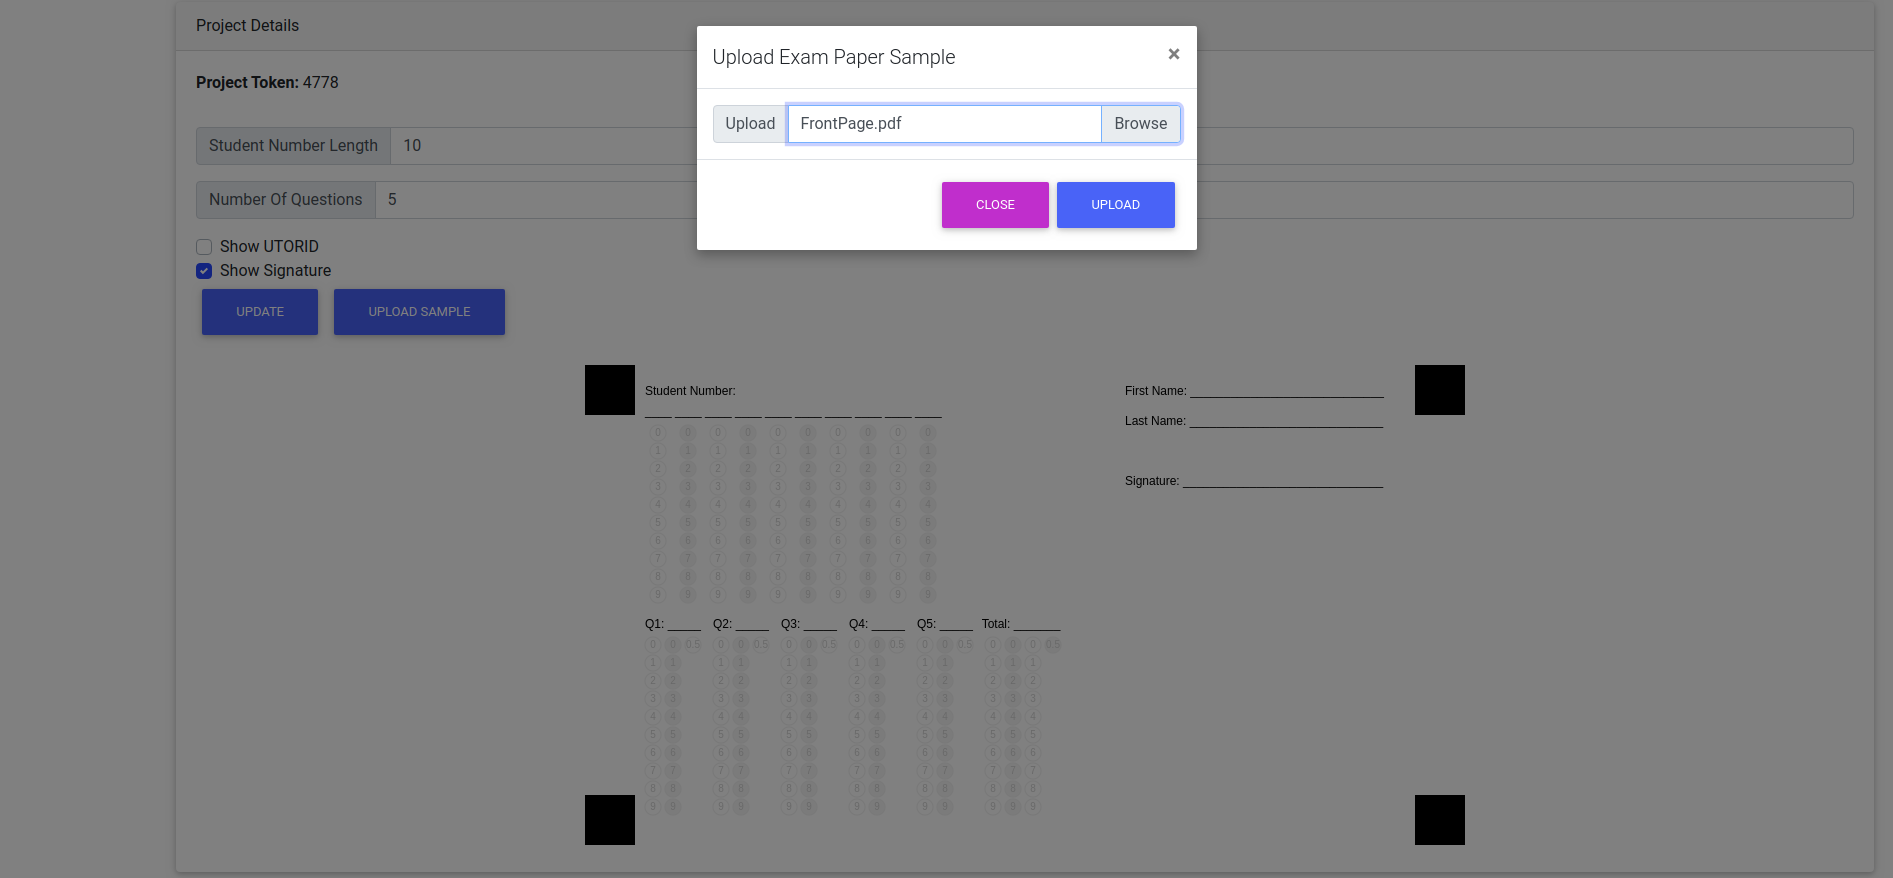 Project Details
Upload Exam Paper Sample ×
Project Token: 4778
Upload FrontPage.pdf Browse
Student Number Length 10
Number Of Questions 5
CLOSE UPLOAD
Show UTORID
Show Signature
UPDATE UPLOAD SAMPLE
Student Number: First Name:
Last Name:
Signature:
0 0 0 0 0 0 0 0 0 0
1 1 1 1 1 1 1 1 1 1
2 2 2 2 2 2 2 2 2 2
3 3 3 3 3 3 3 3 3 3
4 4 4 4 4 4 4 4 4 4
5 5 5 5 5 5 5 5 5 5
6 6 6 6 6 6 6 6 6 6
7 7 7 7 7 7 7 7 7 7
8 8 8 8 8 8 8 8 8 8
9 9 9 9 9 9 9 9 9 9
Q1: Q2: Q3: Q4: Q5: Total:
0 0 0.5 0 0 0.5 0 0 0.5 0 0 0.5 0 0 0.5 0 0 0 0.5
1 1 1 1 1 1 1 1 1 1 1 1 1
2 2 2 2 2 2 2 2 2 2 2 2 2
3 3 3 3 3 3 3 3 3 3 3 3 3
4 4 4 4 4 4 4 4 4 4 4 4 4
5 5 5 5 5 5 5 5 5 5 5 5 5
6 6 6 6 6 6 6 6 6 6 6 6 6
7 7 7 7 7 7 7 7 7 7 7 7 7
8 8 8 8 8 8 8 8 8 8 8 8 8
9 9 9 9 9 9 9 9 9 9 9 9 9